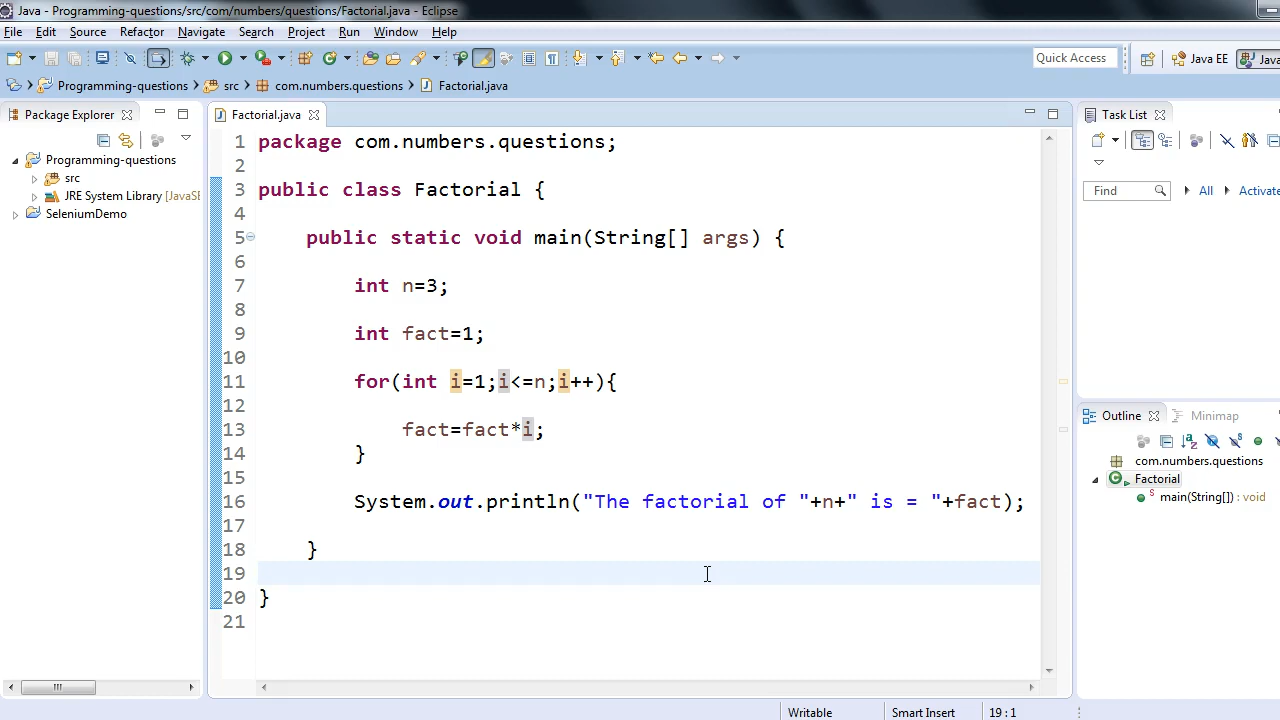 Java - Programming-questions/src/com/numbers/questions/Factorial.java - Eclipse
File Edit Source Refactor Navigate Search Project Run Window Help
Quick Access Java EE Java
Programming-questions src com.numbers.questions Factorial.java
Package Explorer
Programming-questions
src
JRE System Library [JavaSE
SeleniumDemo
Factorial.java
1 package com.numbers.questions;
2
3 public class Factorial {
4
5 public static void main(String[] args) {
6
7 int n=3;
8
9 int fact=1;
10
11 for(int i=1;i<=n;i++){
12
13 fact=fact*i;
14 }
15
16 System.out.println("The factorial of "+n+" is = "+fact);
17
18 }
19
20 }
21
Task List
Find All Activate
Outline Minimap
com.numbers.questions
Factorial
main(String[]) : void
Writable Smart Insert 19 : 1